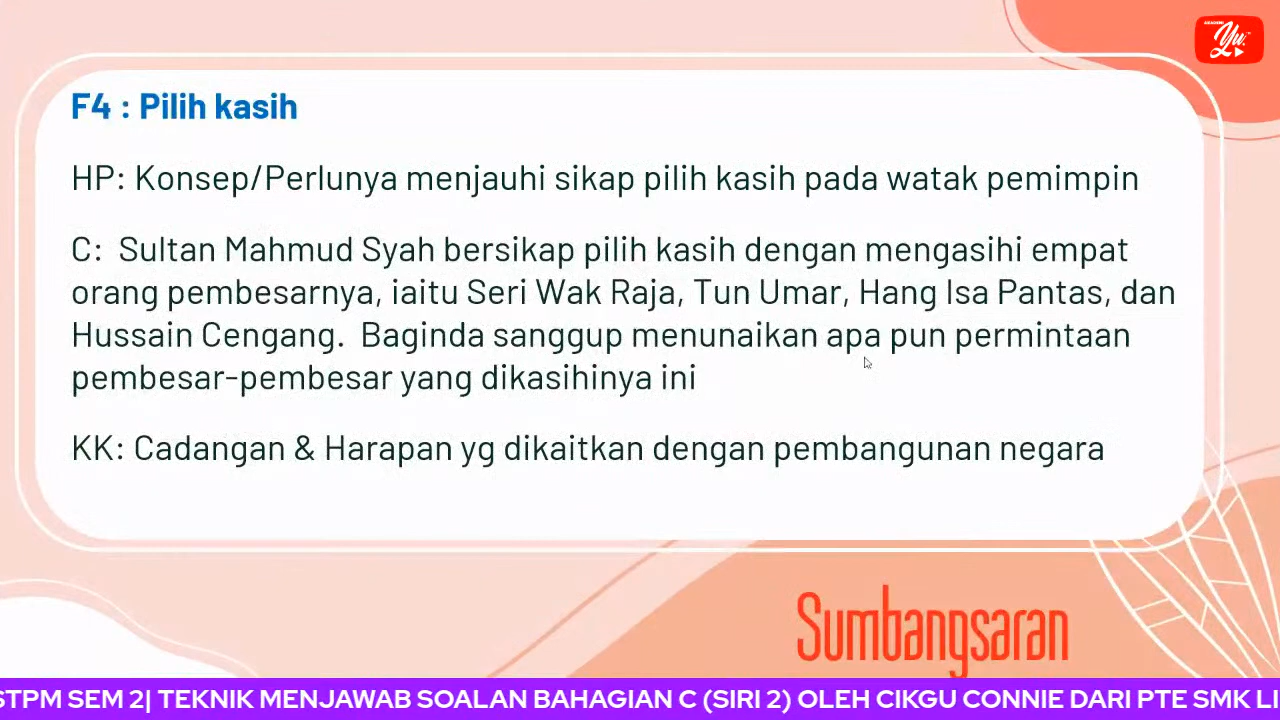 F4 : Pilih kasih
HP: Konsep/Perlunya menjauhi sikap pilih kasih pada watak pemimpin
C: Sultan Mahmud Syah bersikap pilih kasih dengan mengasihi empat
orang pembesarnya, iaitu Seri Wak Raja, Tun Umar, Hang Isa Pantas, dan
Hussain Cengang. Baginda sanggup menunaikan apa pun permintaan
pembesar-pembesar yang dikasihinya ini
KK: Cadangan & Harapan yg dikaitkan dengan pembangunan negara
Sumbangsaran
STPM SEM 2| TEKNIK MENJAWAB SOALAN BAHAGIAN C (SIRI 2) OLEH CIKGU CONNIE DARI PTE SMK LI